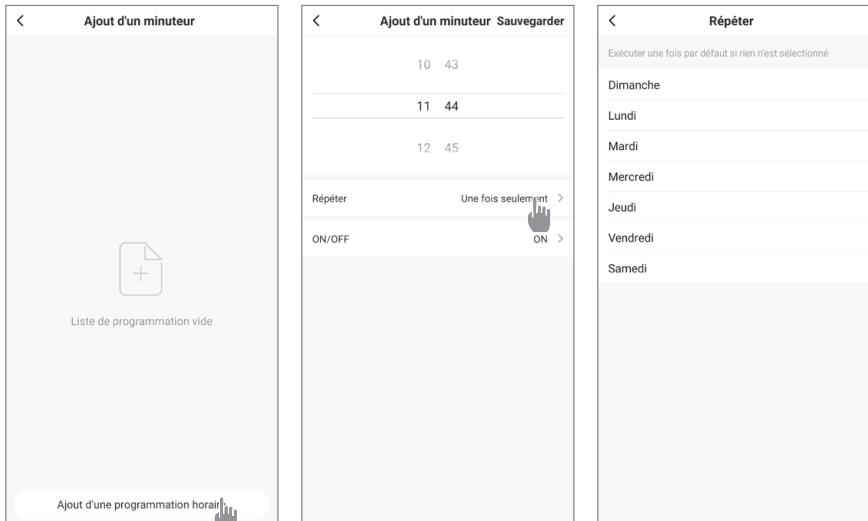 Ajout d'un minuteur
Liste de programmation vide
Ajout d'une programmation horaire
Ajout d'un minuteur Sauvegarder
10 43
11 44
12 45
Répéter Une fois seulement
ON/OFF ON
Répéter
Exécuter une fois par défaut si rien n'est sélectionné
Dimanche
Lundi
Mardi
Mercredi
Jeudi
Vendredi
Samedi